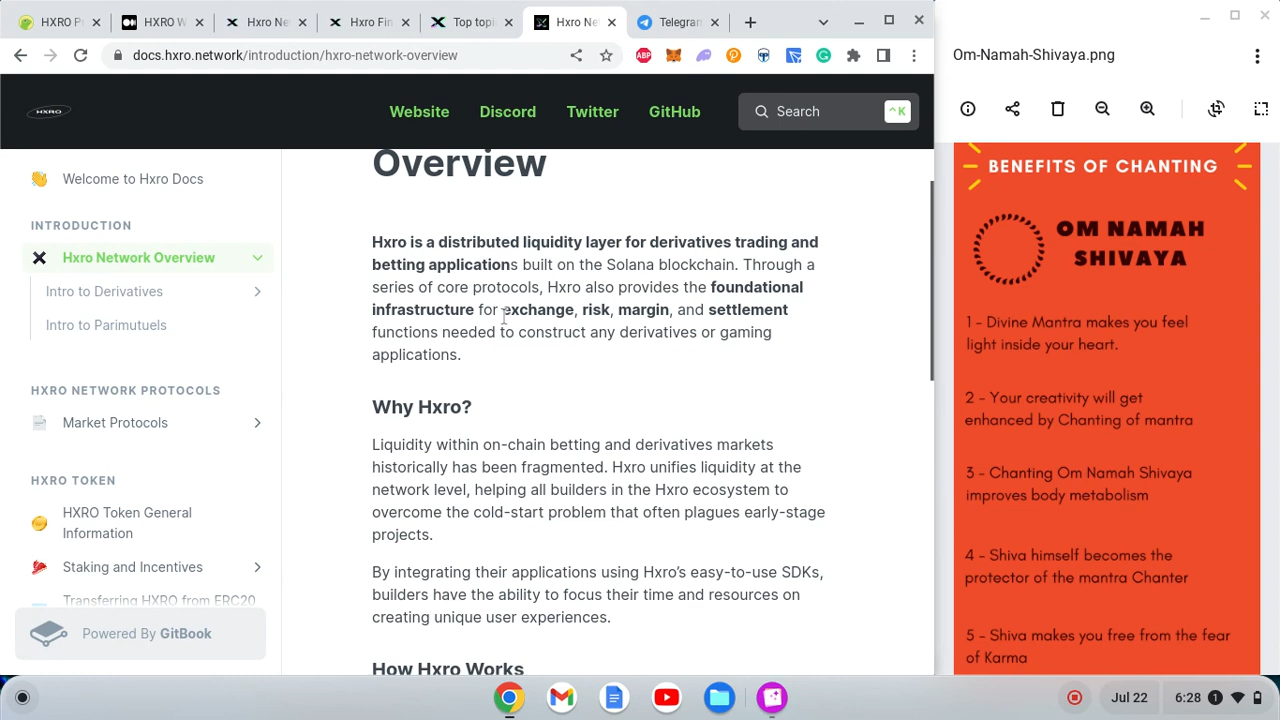 HXRO P
HXRO W
Hxro Ne
Hxro Fin
Top topi
Hxro Ne
Telegran
docs.hxro.network/introduction/hxro-network-overview
HXRO
Website
Discord
Twitter
GitHub
Search
^K
Welcome to Hxro Docs
INTRODUCTION
Hxro Network Overview
Intro to Derivatives
Intro to Parimutuels
HXRO NETWORK PROTOCOLS
Market Protocols
HXRO TOKEN
HXRO Token General
Information
Staking and Incentives
Transferring HXRO from ERC20
Powered By GitBook
Overview
Hxro is a distributed liquidity layer for derivatives trading and
betting applications built on the Solana blockchain. Through a
series of core protocols, Hxro also provides the foundational
infrastructure for exchange, risk, margin, and settlement
functions needed to construct any derivatives or gaming
applications.
Why Hxro?
Liquidity within on-chain betting and derivatives markets
historically has been fragmented. Hxro unifies liquidity at the
network level, helping all builders in the Hxro ecosystem to
overcome the cold-start problem that often plagues early-stage
projects.
By integrating their applications using Hxro's easy-to-use SDKs,
builders have the ability to focus their time and resources on
creating unique user experiences.
How Hxro Works
Om-Namah-Shivaya.png
BENEFITS OF CHANTING
OM NAMAH
SHIVAYA
1 - Divine Mantra makes you feel
light inside your heart.
2 - Your creativity will get
enhanced by Chanting of mantra
3 - Chanting Om Namah Shivaya
improves body metabolism
4 - Shiva himself becomes the
protector of the mantra Chanter
5 - Shiva makes you free from the fear
of Karma
Jul 22
6:28
1